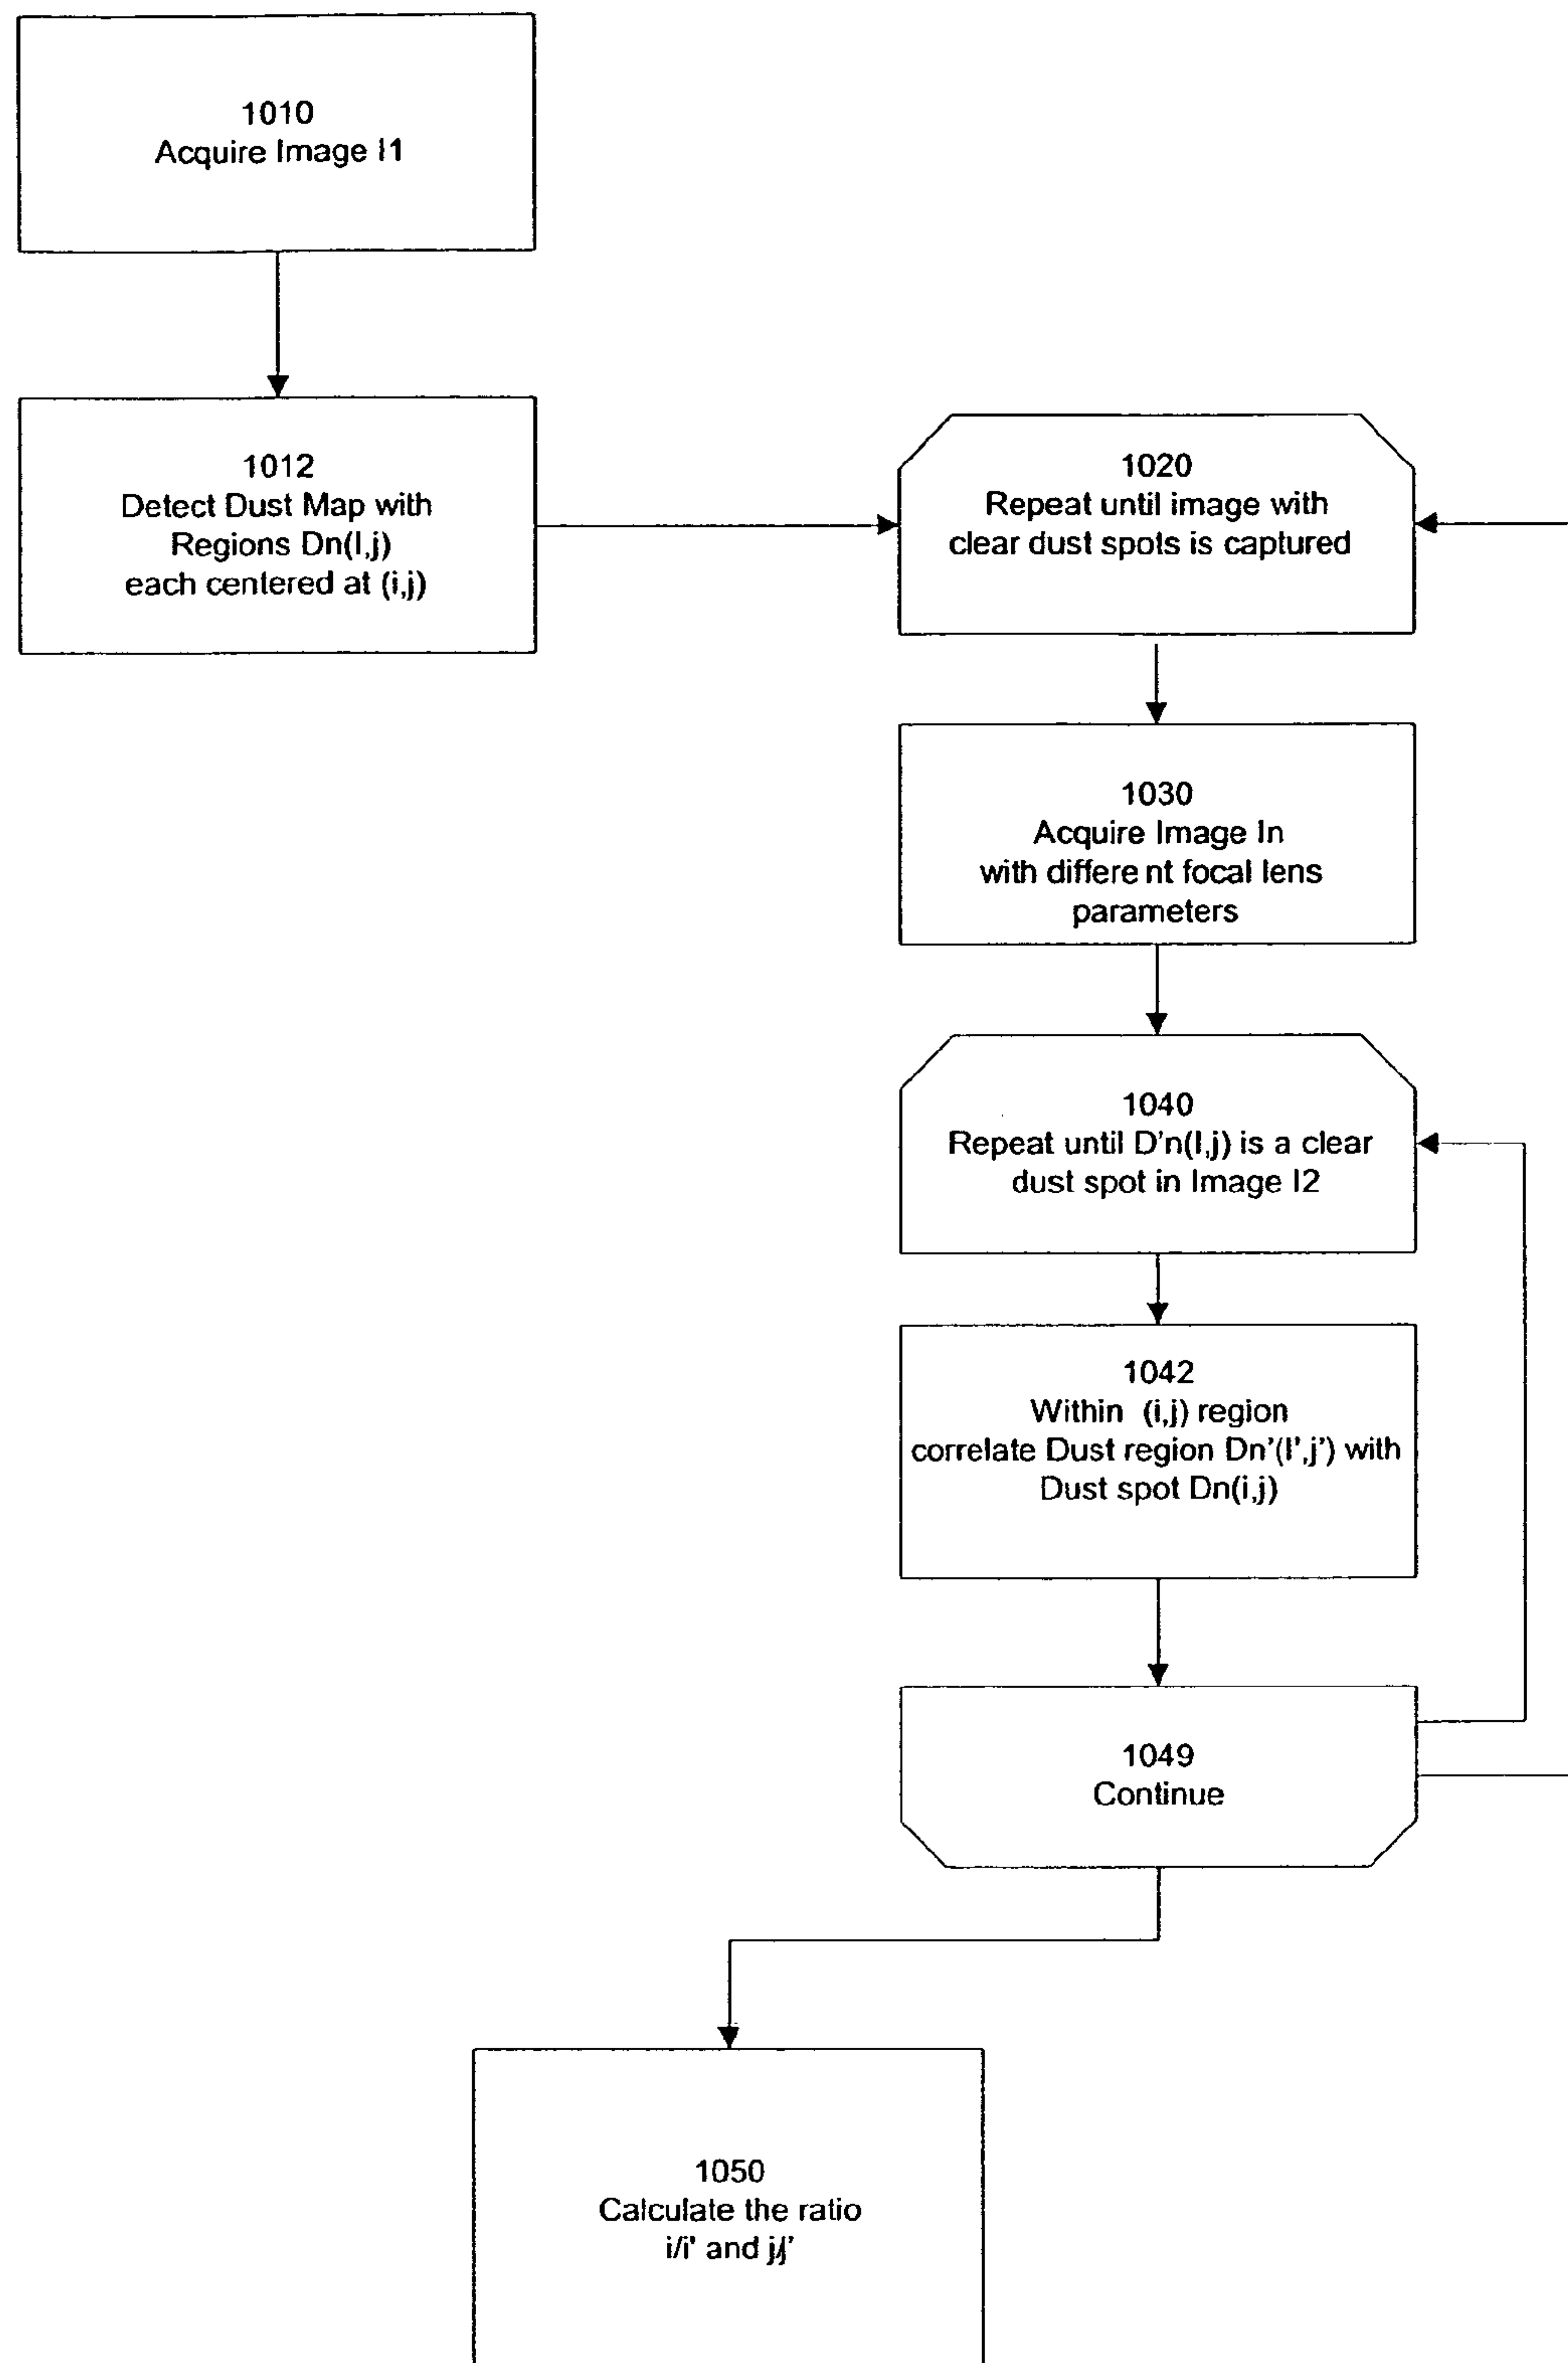 1010
Acquire Image I1
1012
Detect Dust Map with
Regions Dn(I,j)
each centered at (i,j)
1020
Repeat until image with
clear dust spots is captured
1030
Acquire Image In
with different focal lens
parameters
1040
Repeat until D'n(I,j) is a clear
dust spot in Image I2
1042
Within (i,j) region
correlate Dust region Dn'(I',j') with
Dust spot Dn(i,j)
1049
Continue
1050
Calculate the ratio
i/i' and j/j'